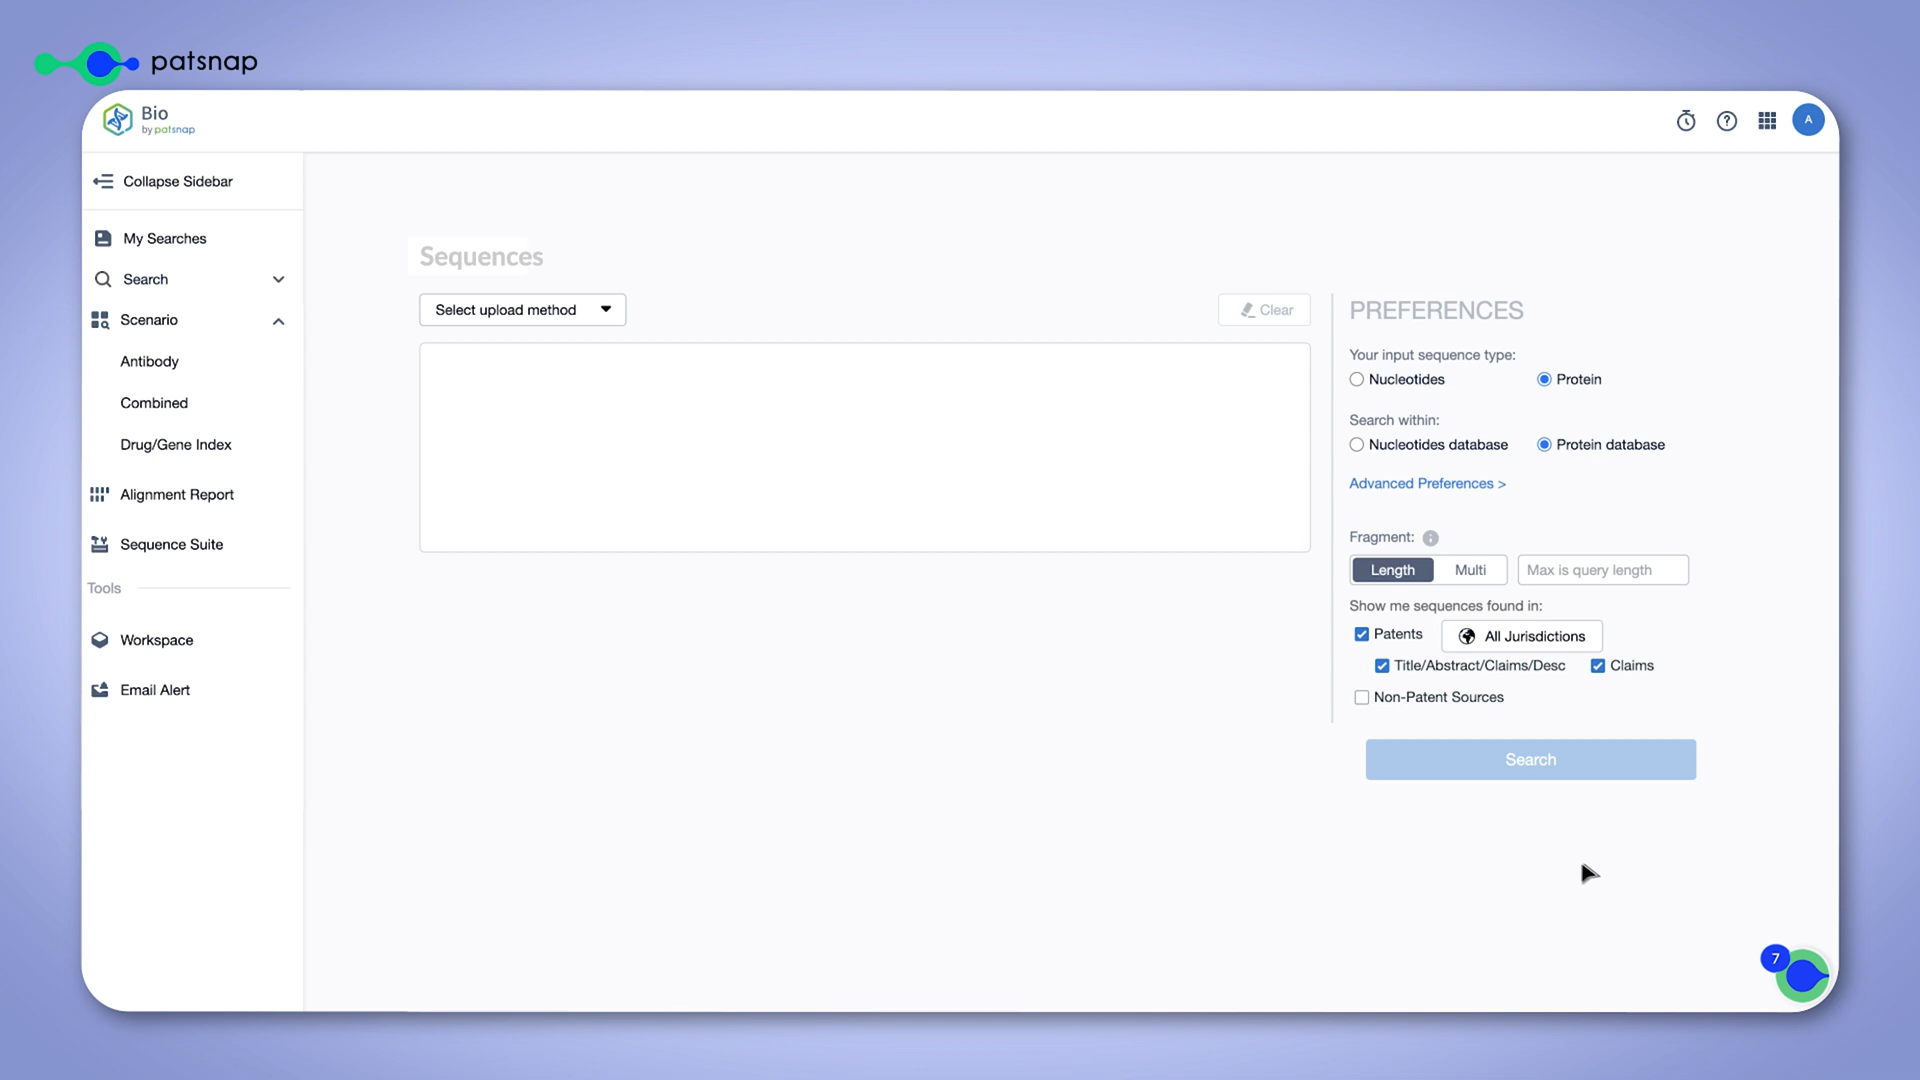 patsnap
Bio
by patsnap
A
Collapse Sidebar
My Searches
Search
Scenario
Antibody
Combined
Drug/Gene Index
Alignment Report
Sequence Suite
Tools
Workspace
Email Alert
Sequences
Select upload method
Clear
PREFERENCES
Your input sequence type:
Nucleotides Protein
Search within:
Nucleotides database Protein database
Advanced Preferences >
Fragment:
Length Multi Max is query length
Show me sequences found in:
Patents All Jurisdictions
Title/Abstract/Claims/Desc Claims
Non-Patent Sources
Search
7